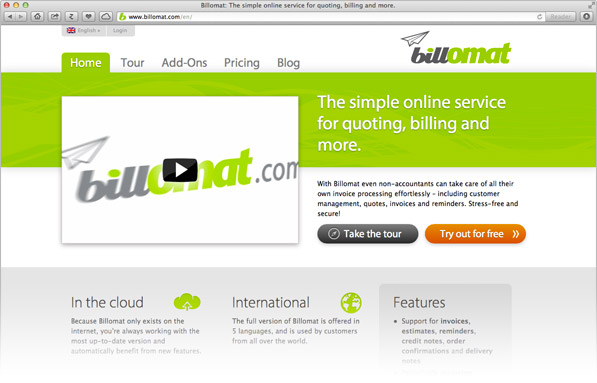 Billomat: The simple online service for quoting, billing and more.
www.billomat.com/en/
Reader
English
Login
Home Tour Add-Ons Pricing Blog
billomat
The simple online service
for quoting, billing and
more.
billomat.com
With Billomat even non-accountants can take care of all their
own invoice processing effortlessly – including customer
management, quotes, invoices and reminders. Stress-free and
secure!
Take the tour
Try out for free
In the cloud
Because Billomat only exists on the
internet, you're always working with the
most up-to-date version and
automatically benefit from new features.
International
The full version of Billomat is offered in
5 languages, and is used by customers
from all over the world.
Features
• Support for invoices,
estimates, reminders,
credit notes, order
confirmations and delivery
notes